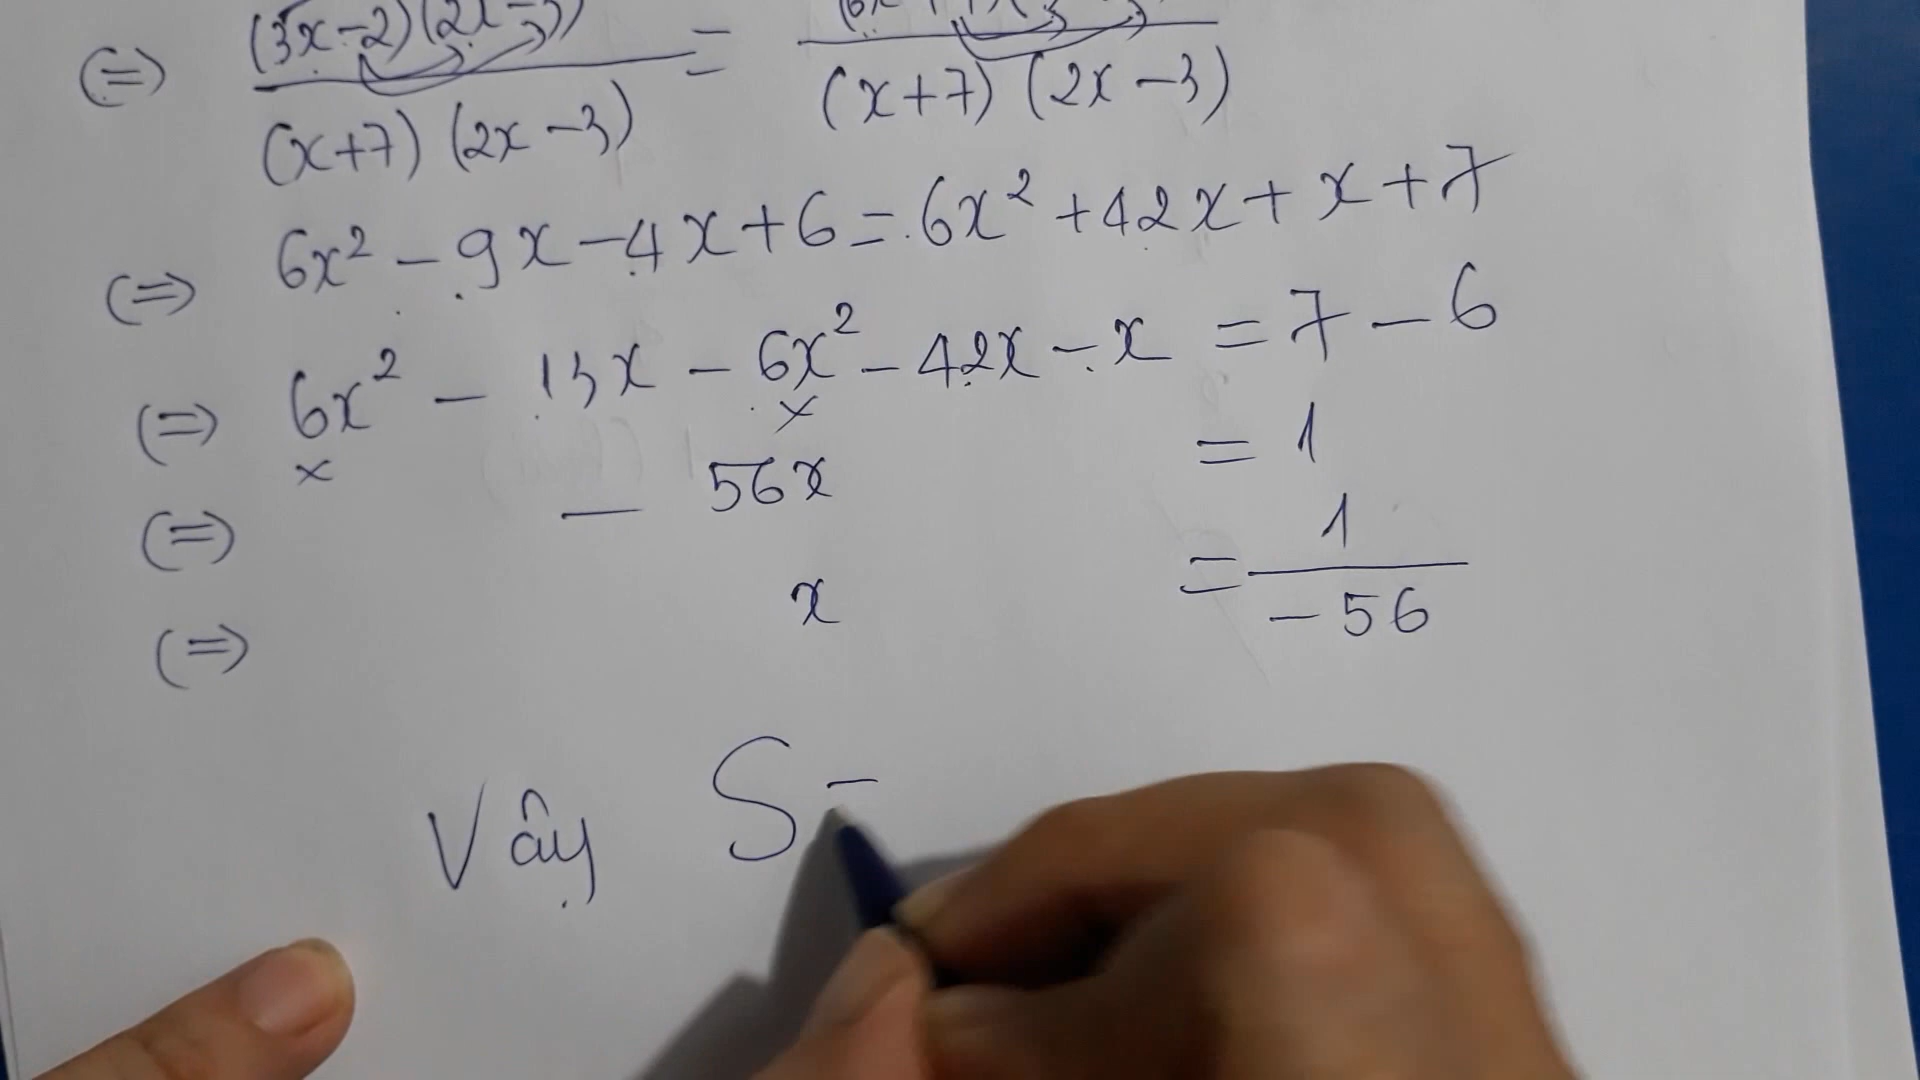 (=) (3x-2)(2x-3) / (x+7)(2x-3) = / (x+7)(2x-3)
(=) 6x² - 9x - 4x + 6 = 6x² + 42x + x + 7
(=) 6x² - 13x - 6x² - 42x - x = 7 - 6
(=) - 56x = 1
(=) x = 1 / -56
Vậy S =